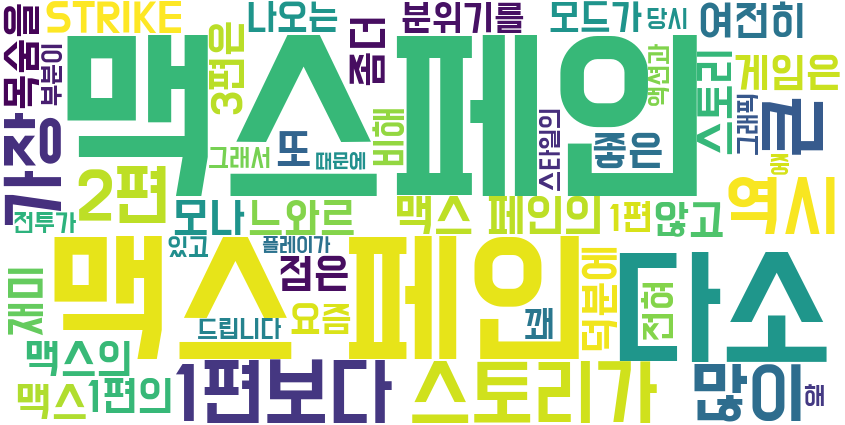 목숨을
STRIKE
나오는
분위기를
모드가
당시
여전히
부분이
3편은
좀더
맥스페인
액션과
스토리
게임은
가장
그래서
또
때문에
비해
스타일의
좋은
그래픽
근
중
2편
전투가
모나
느와르
맥스 페인의
1편
않고
역시
있고
플레이가
맥스페인
점은
요즘
재미
드립니다
꽤
덕분에
전혀
다소
맥스의
맥스
1편의
1편보다
스토리가
많이
해